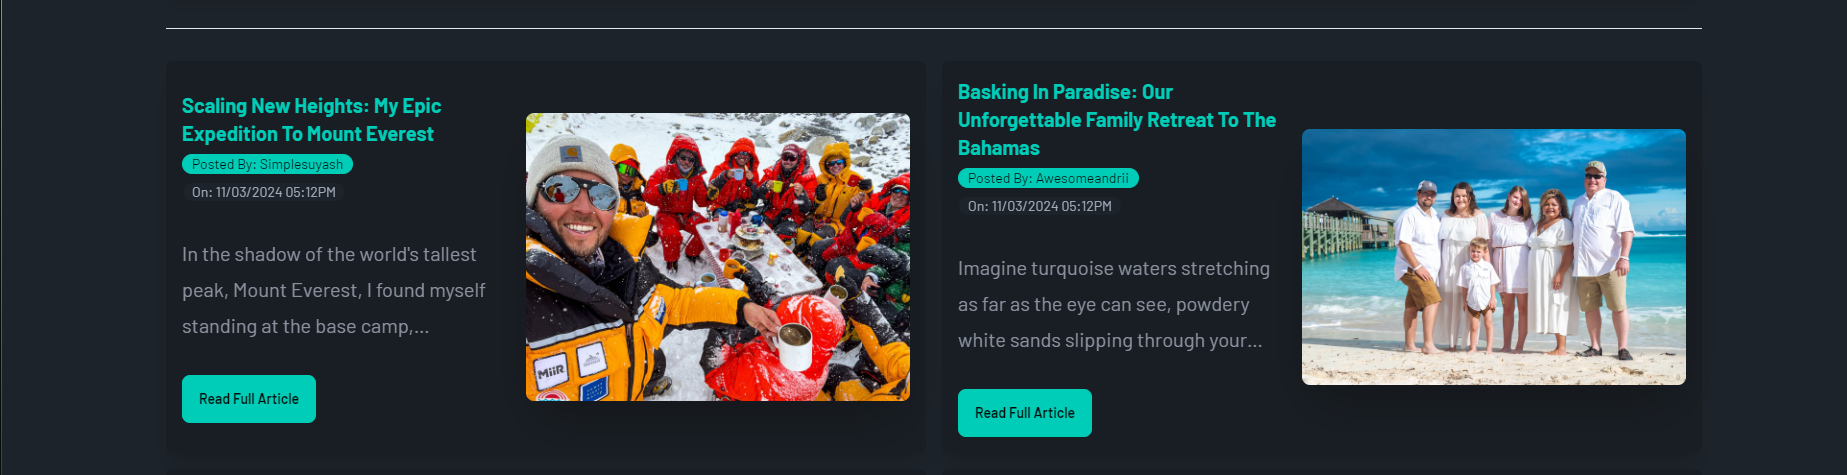 Scaling New Heights: My Epic
Expedition To Mount Everest
Posted By: Simplesuyash
On: 11/03/2024 05:12PM
In the shadow of the world's tallest
peak, Mount Everest, I found myself
standing at the base camp,...
Read Full Article
MiiR
Basking In Paradise: Our
Unforgettable Family Retreat To The
Bahamas
Posted By: Awesomeandrii
On: 11/03/2024 05:12PM
Imagine turquoise waters stretching
as far as the eye can see, powdery
white sands slipping through your...
Read Full Article